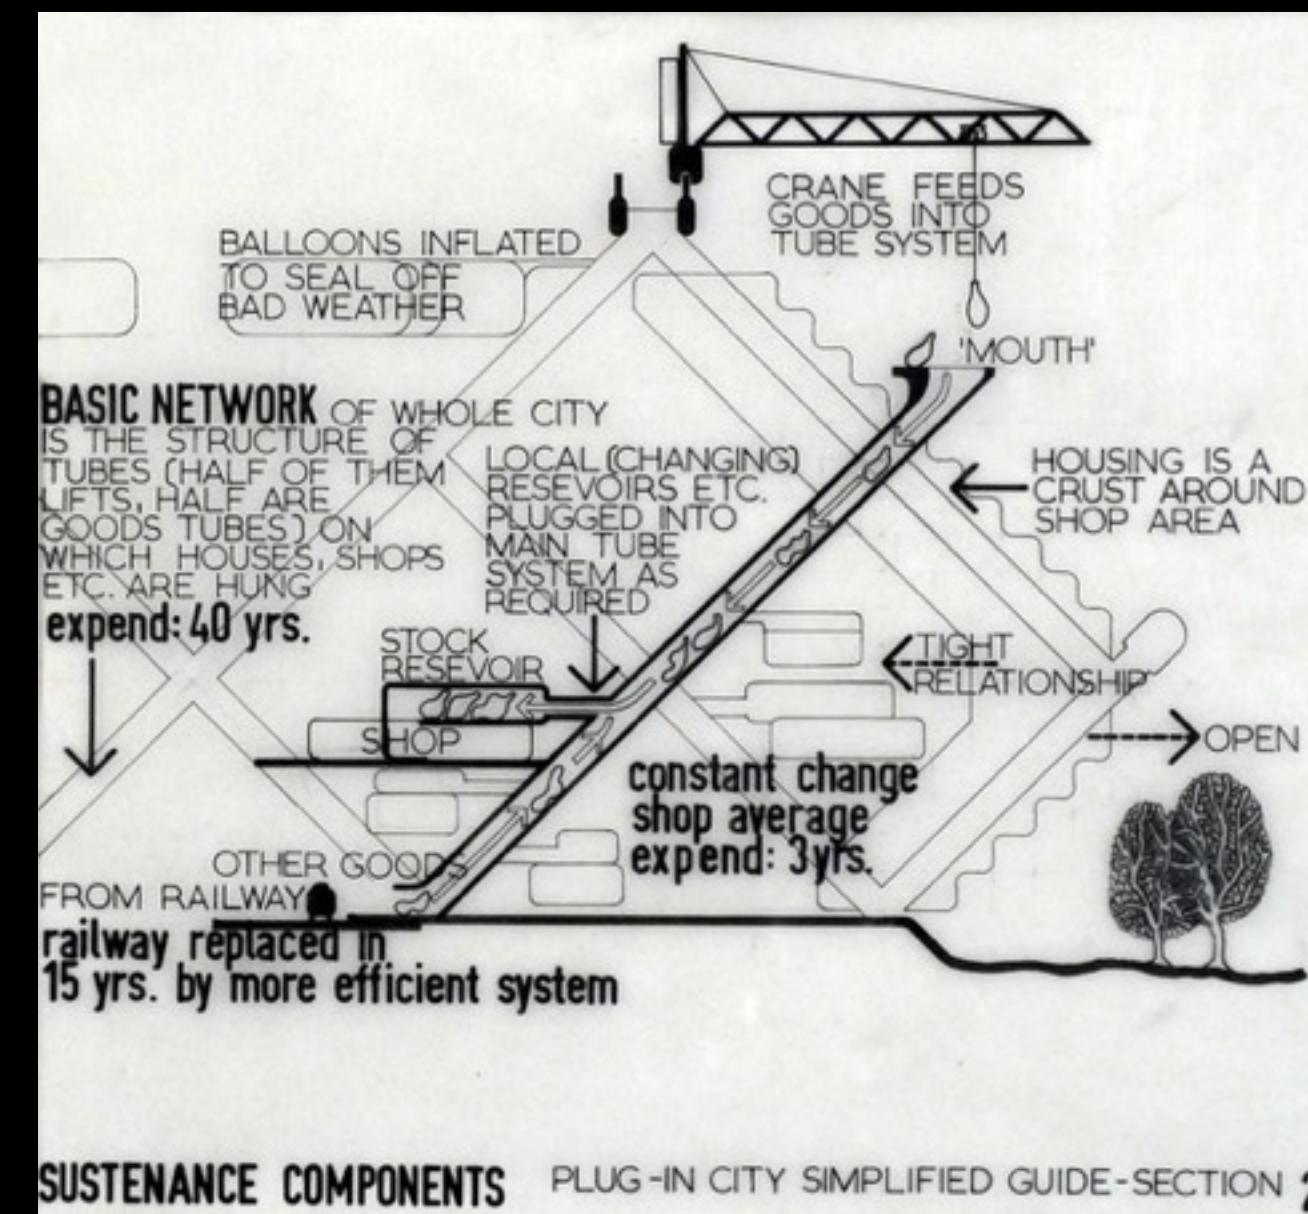 CRANE FEEDS
GOODS INTO
TUBE SYSTEM
BALLOONS INFLATED
TO SEAL OFF
BAD WEATHER
'MOUTH'
BASIC NETWORK OF WHOLE CITY
IS THE STRUCTURE OF
TUBES (HALF OF THEM
LIFTS, HALF ARE
GOODS TUBES) ON
WHICH HOUSES, SHOPS
ETC. ARE HUNG
expend: 40 yrs.
LOCAL (CHANGING)
RESEVOIRS ETC.
PLUGGED INTO
MAIN TUBE
SYSTEM AS
REQUIRED
HOUSING IS A
CRUST AROUND
SHOP AREA
STOCK
RESEVOIR
SHOP
TIGHT
RELATIONSHIP
OPEN
constant change
shop average
expend: 3yrs.
OTHER GOODS
FROM RAILWAY
railway replaced in
15 yrs. by more efficient system
SUSTENANCE COMPONENTS PLUG-IN CITY SIMPLIFIED GUIDE-SECTION